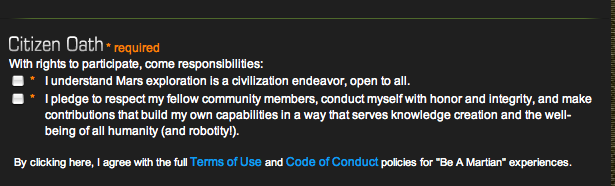 Citizen Oath * required
With rights to participate, come responsibilities:
* I understand Mars exploration is a civilization endeavor, open to all.
* I pledge to respect my fellow community members, conduct myself with honor and integrity, and make
contributions that build my own capabilities in a way that serves knowledge creation and the well-
being of all humanity (and robotity!).
By clicking here, I agree with the full Terms of Use and Code of Conduct policies for "Be A Martian" experiences.